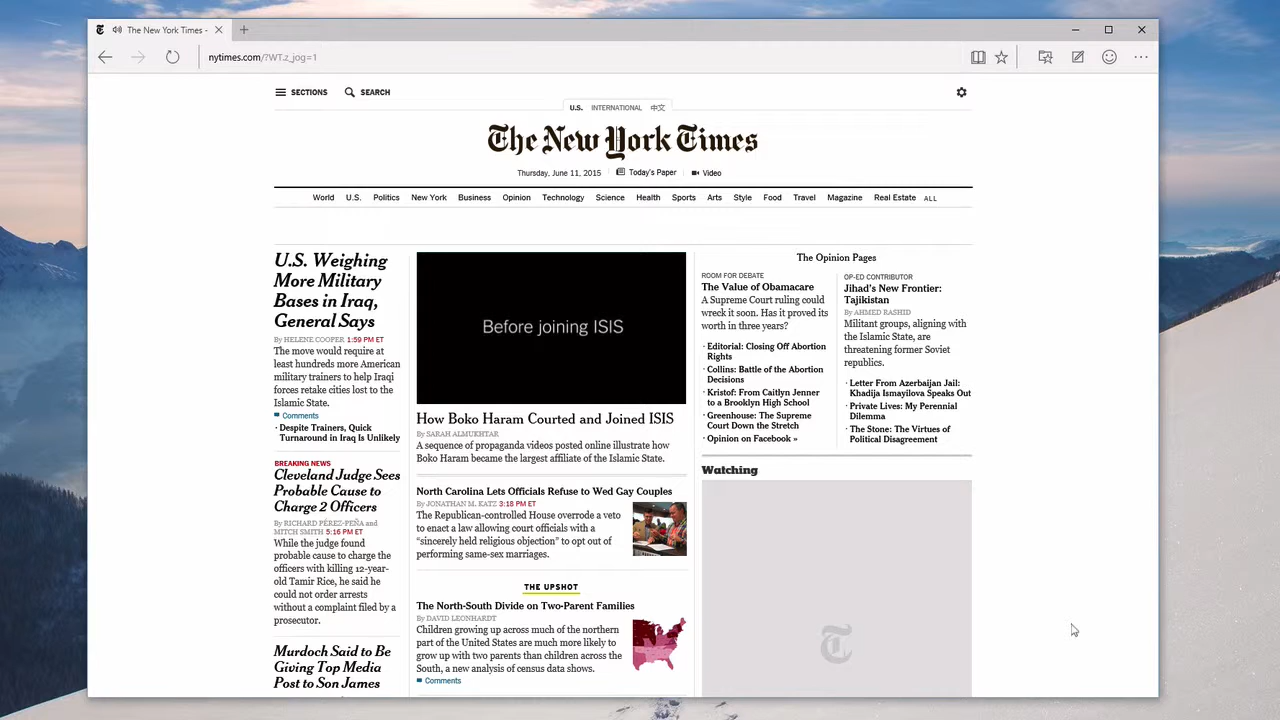 The New York Times -
nytimes.com/?WT.z_jog=1
SECTIONS
SEARCH
U.S. INTERNATIONAL 中文
The New York Times
Thursday, June 11, 2015
Today's Paper
Video
World U.S. Politics New York Business Opinion Technology Science Health Sports Arts Style Food Travel Magazine Real Estate ALL
U.S. Weighing
More Military
Bases in Iraq,
General Says
By HELENE COOPER 1:59 PM ET
The move would require at
least hundreds more American
military trainers to help Iraqi
forces retake cities lost to the
Islamic State.
Comments
· Despite Trainers, Quick
Turnaround in Iraq Is Unlikely
BREAKING NEWS
Cleveland Judge Sees
Probable Cause to
Charge 2 Officers
By RICHARD PÉREZ-PEÑA and
MITCH SMITH 5:16 PM ET
While the judge found
probable cause to charge the
officers with killing 12-year-
old Tamir Rice, he said he
could not order arrests
without a complaint filed by a
prosecutor.
Murdoch Said to Be
Giving Top Media
Post to Son James
Before joining ISIS
How Boko Haram Courted and Joined ISIS
By SARAH ALMUKHTAR
A sequence of propaganda videos posted online illustrate how
Boko Haram became the largest affiliate of the Islamic State.
North Carolina Lets Officials Refuse to Wed Gay Couples
By JONATHAN M. KATZ 3:18 PM ET
The Republican-controlled House overrode a veto
to enact a law allowing court officials with a
“sincerely held religious objection” to opt out of
performing same-sex marriages.
THE UPSHOT
The North-South Divide on Two-Parent Families
By DAVID LEONHARDT
Children growing up across much of the northern
part of the United States are much more likely to
grow up with two parents than children across the
South, a new analysis of census data shows.
Comments
The Opinion Pages
ROOM FOR DEBATE
The Value of Obamacare
A Supreme Court ruling could
wreck it soon. Has it proved its
worth in three years?
· Editorial: Closing Off Abortion
Rights
· Collins: Battle of the Abortion
Decisions
· Kristof: From Caitlyn Jenner
to a Brooklyn High School
· Greenhouse: The Supreme
Court Down the Stretch
· Opinion on Facebook »
OP-ED CONTRIBUTOR
Jihad's New Frontier:
Tajikistan
By AHMED RASHID
Militant groups, aligning with
the Islamic State, are
threatening former Soviet
republics.
· Letter From Azerbaijan Jail:
Khadija Ismayilova Speaks Out
· Private Lives: My Perennial
Dilemma
· The Stone: The Virtues of
Political Disagreement
Watching